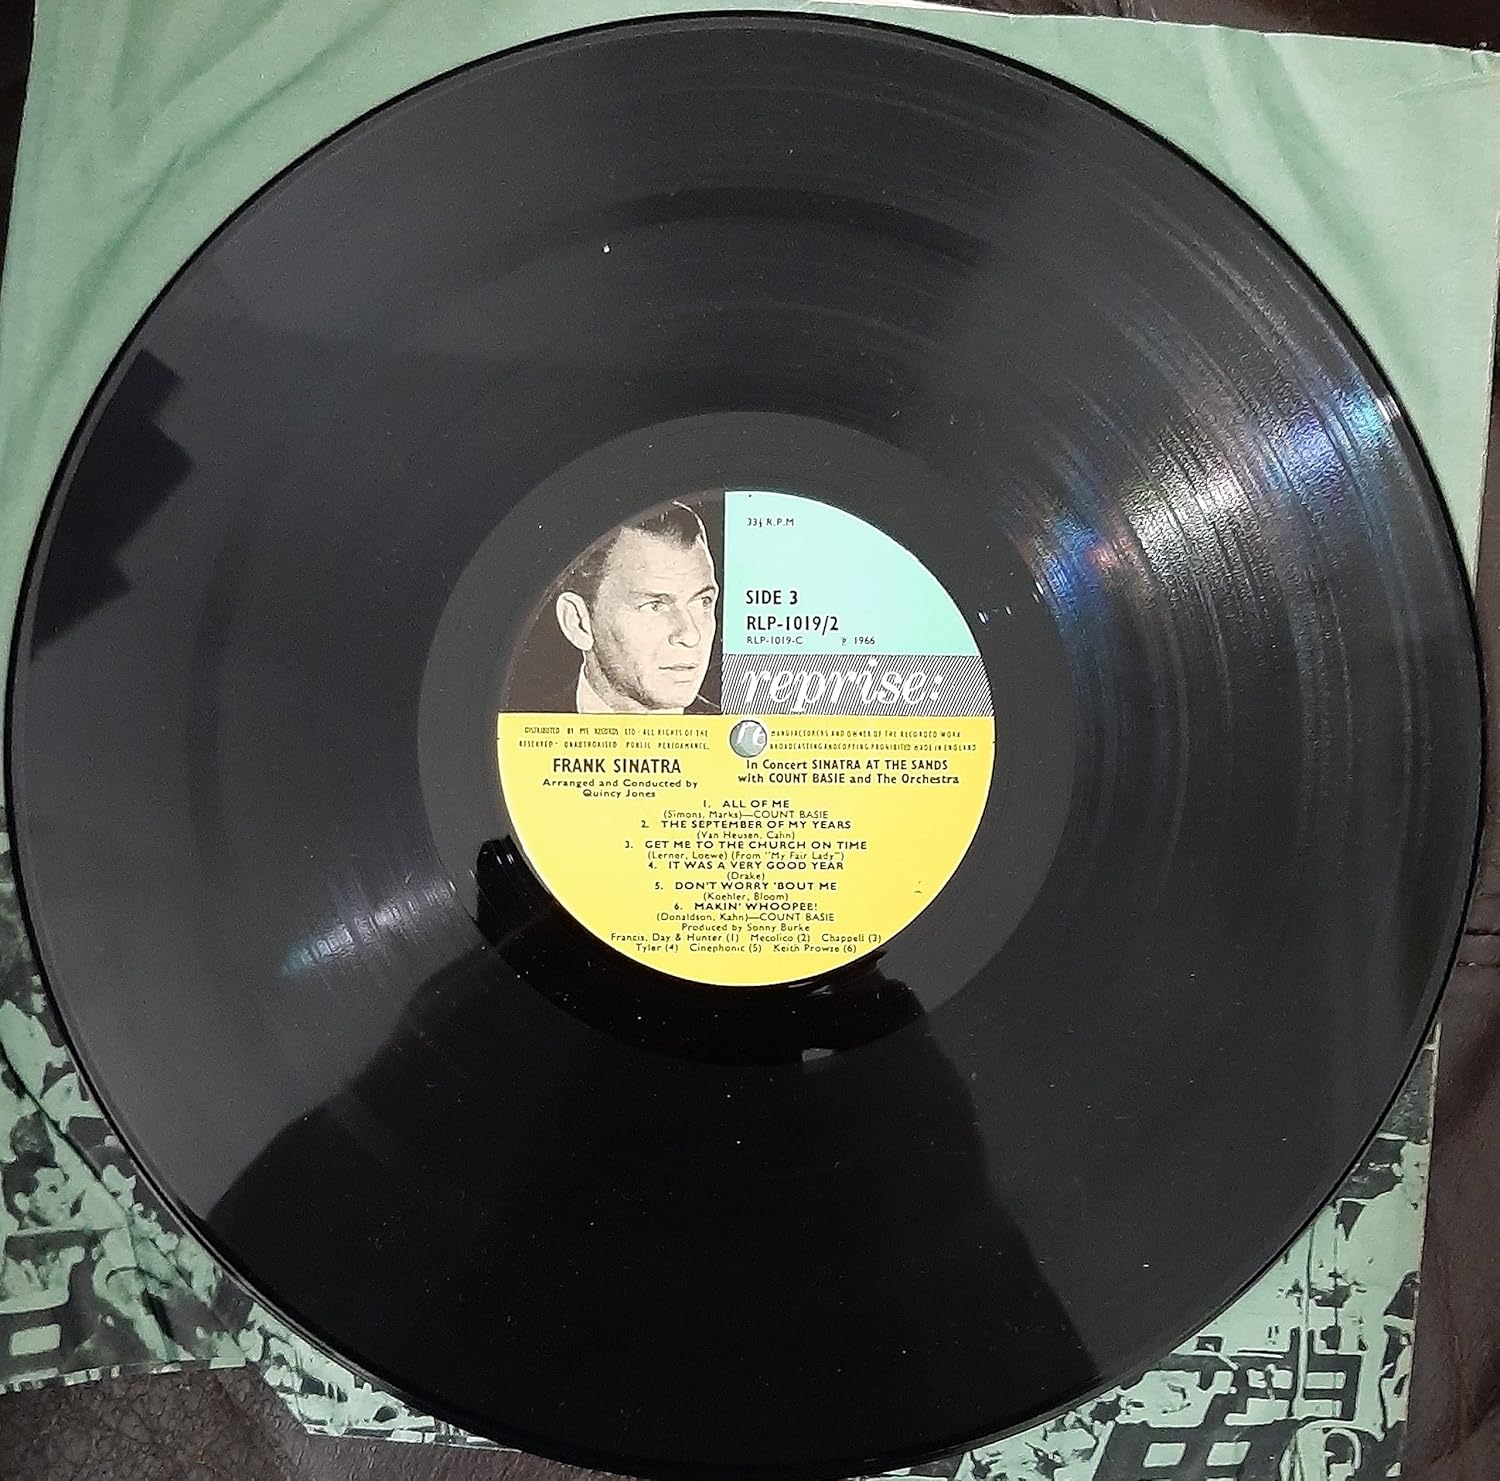 33⅓ R.P.M
SIDE 3
RLP-1019/2
RLP-1019-C ℗ 1966
reprise:
DISTRIBUTED BY PYE RECORDS LTD · ALL RIGHTS OF THE
MANUFACTURERS AND OWNER OF THE RECORDED WORK
RESERVED · UNAUTHORISED PUBLIC PERFORMANCE,
BROADCASTING AND COPYING PROHIBITED MADE IN ENGLAND
FRANK SINATRA
Arranged and Conducted by
Quincy Jones
In Concert SINATRA AT THE SANDS
with COUNT BASIE and The Orchestra
1. ALL OF ME
(Simons, Marks)—COUNT BASIE
2. THE SEPTEMBER OF MY YEARS
(Van Heusen, Cahn)
3. GET ME TO THE CHURCH ON TIME
(Lerner, Loewe) (From "My Fair Lady")
4. IT WAS A VERY GOOD YEAR
(Drake)
5. DON'T WORRY 'BOUT ME
(Koehler, Bloom)
6. MAKIN' WHOOPEE!
(Donaldson, Kahn)—COUNT BASIE
Produced by Sonny Burke
Francis, Day & Hunter (1) Mecolico (2) Chappell (3)
Tyler (4) Cinephonic (5) Keith Prowse (6)